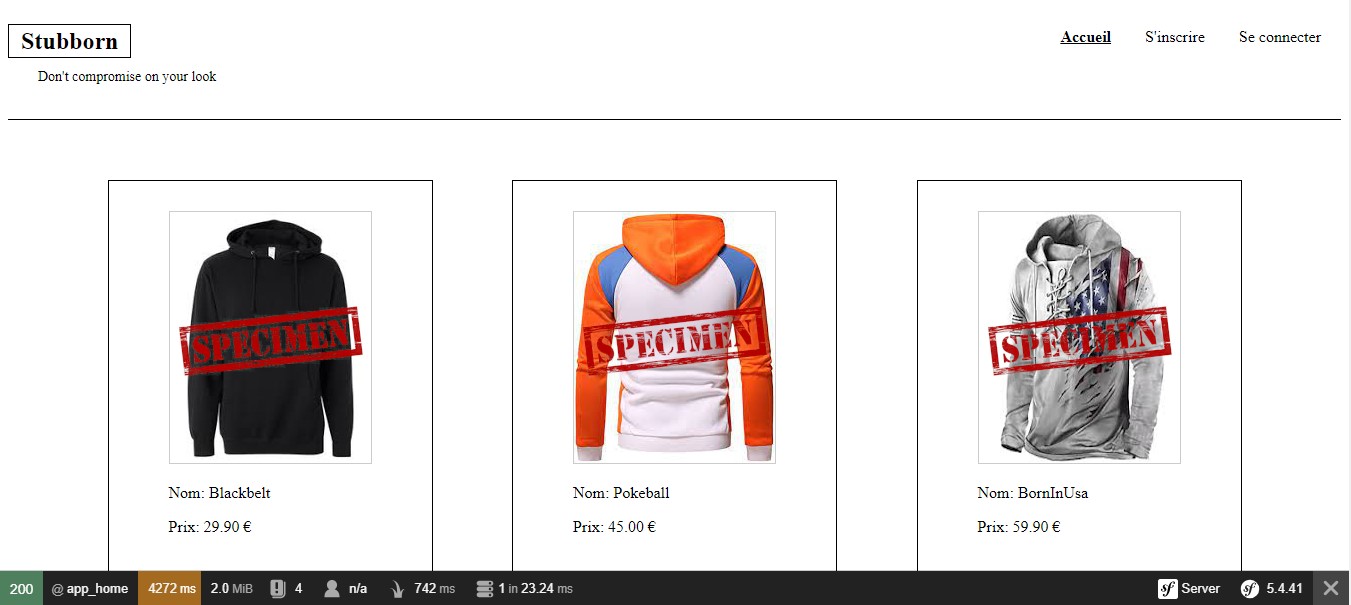 Stubborn
Accueil S'inscrire Se connecter
Don't compromise on your look
SPECIMEN
SPECIMEN
SPECIMEN
Nom: Blackbelt
Prix: 29.90 €
Nom: Pokeball
Prix: 45.00 €
Nom: BornInUsa
Prix: 59.90 €
200 @ app_home 4272 ms 2.0 MiB 4 n/a 742 ms 1 in 23.24 ms sf Server sf 5.4.41